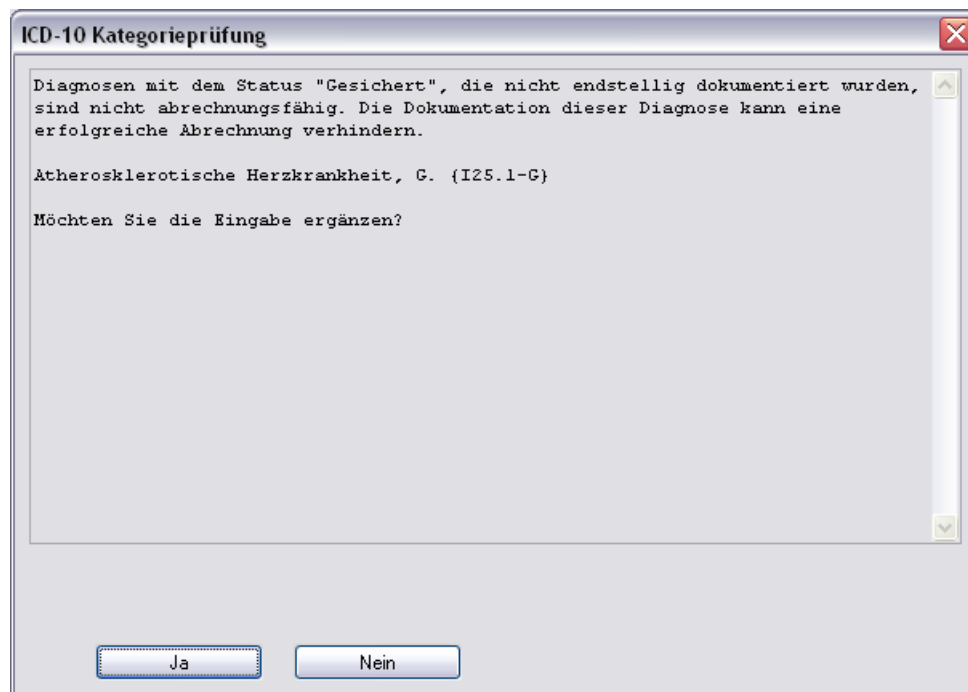 ICD-10 Kategorieprüfung
Diagnosen mit dem Status "Gesichert", die nicht endstellig dokumentiert wurden,
sind nicht abrechnungsfähig. Die Dokumentation dieser Diagnose kann eine
erfolgreiche Abrechnung verhindern.
Atherosklerotische Herzkrankheit, G. {I25.1-G}
Möchten Sie die Eingabe ergänzen?
Ja
Nein